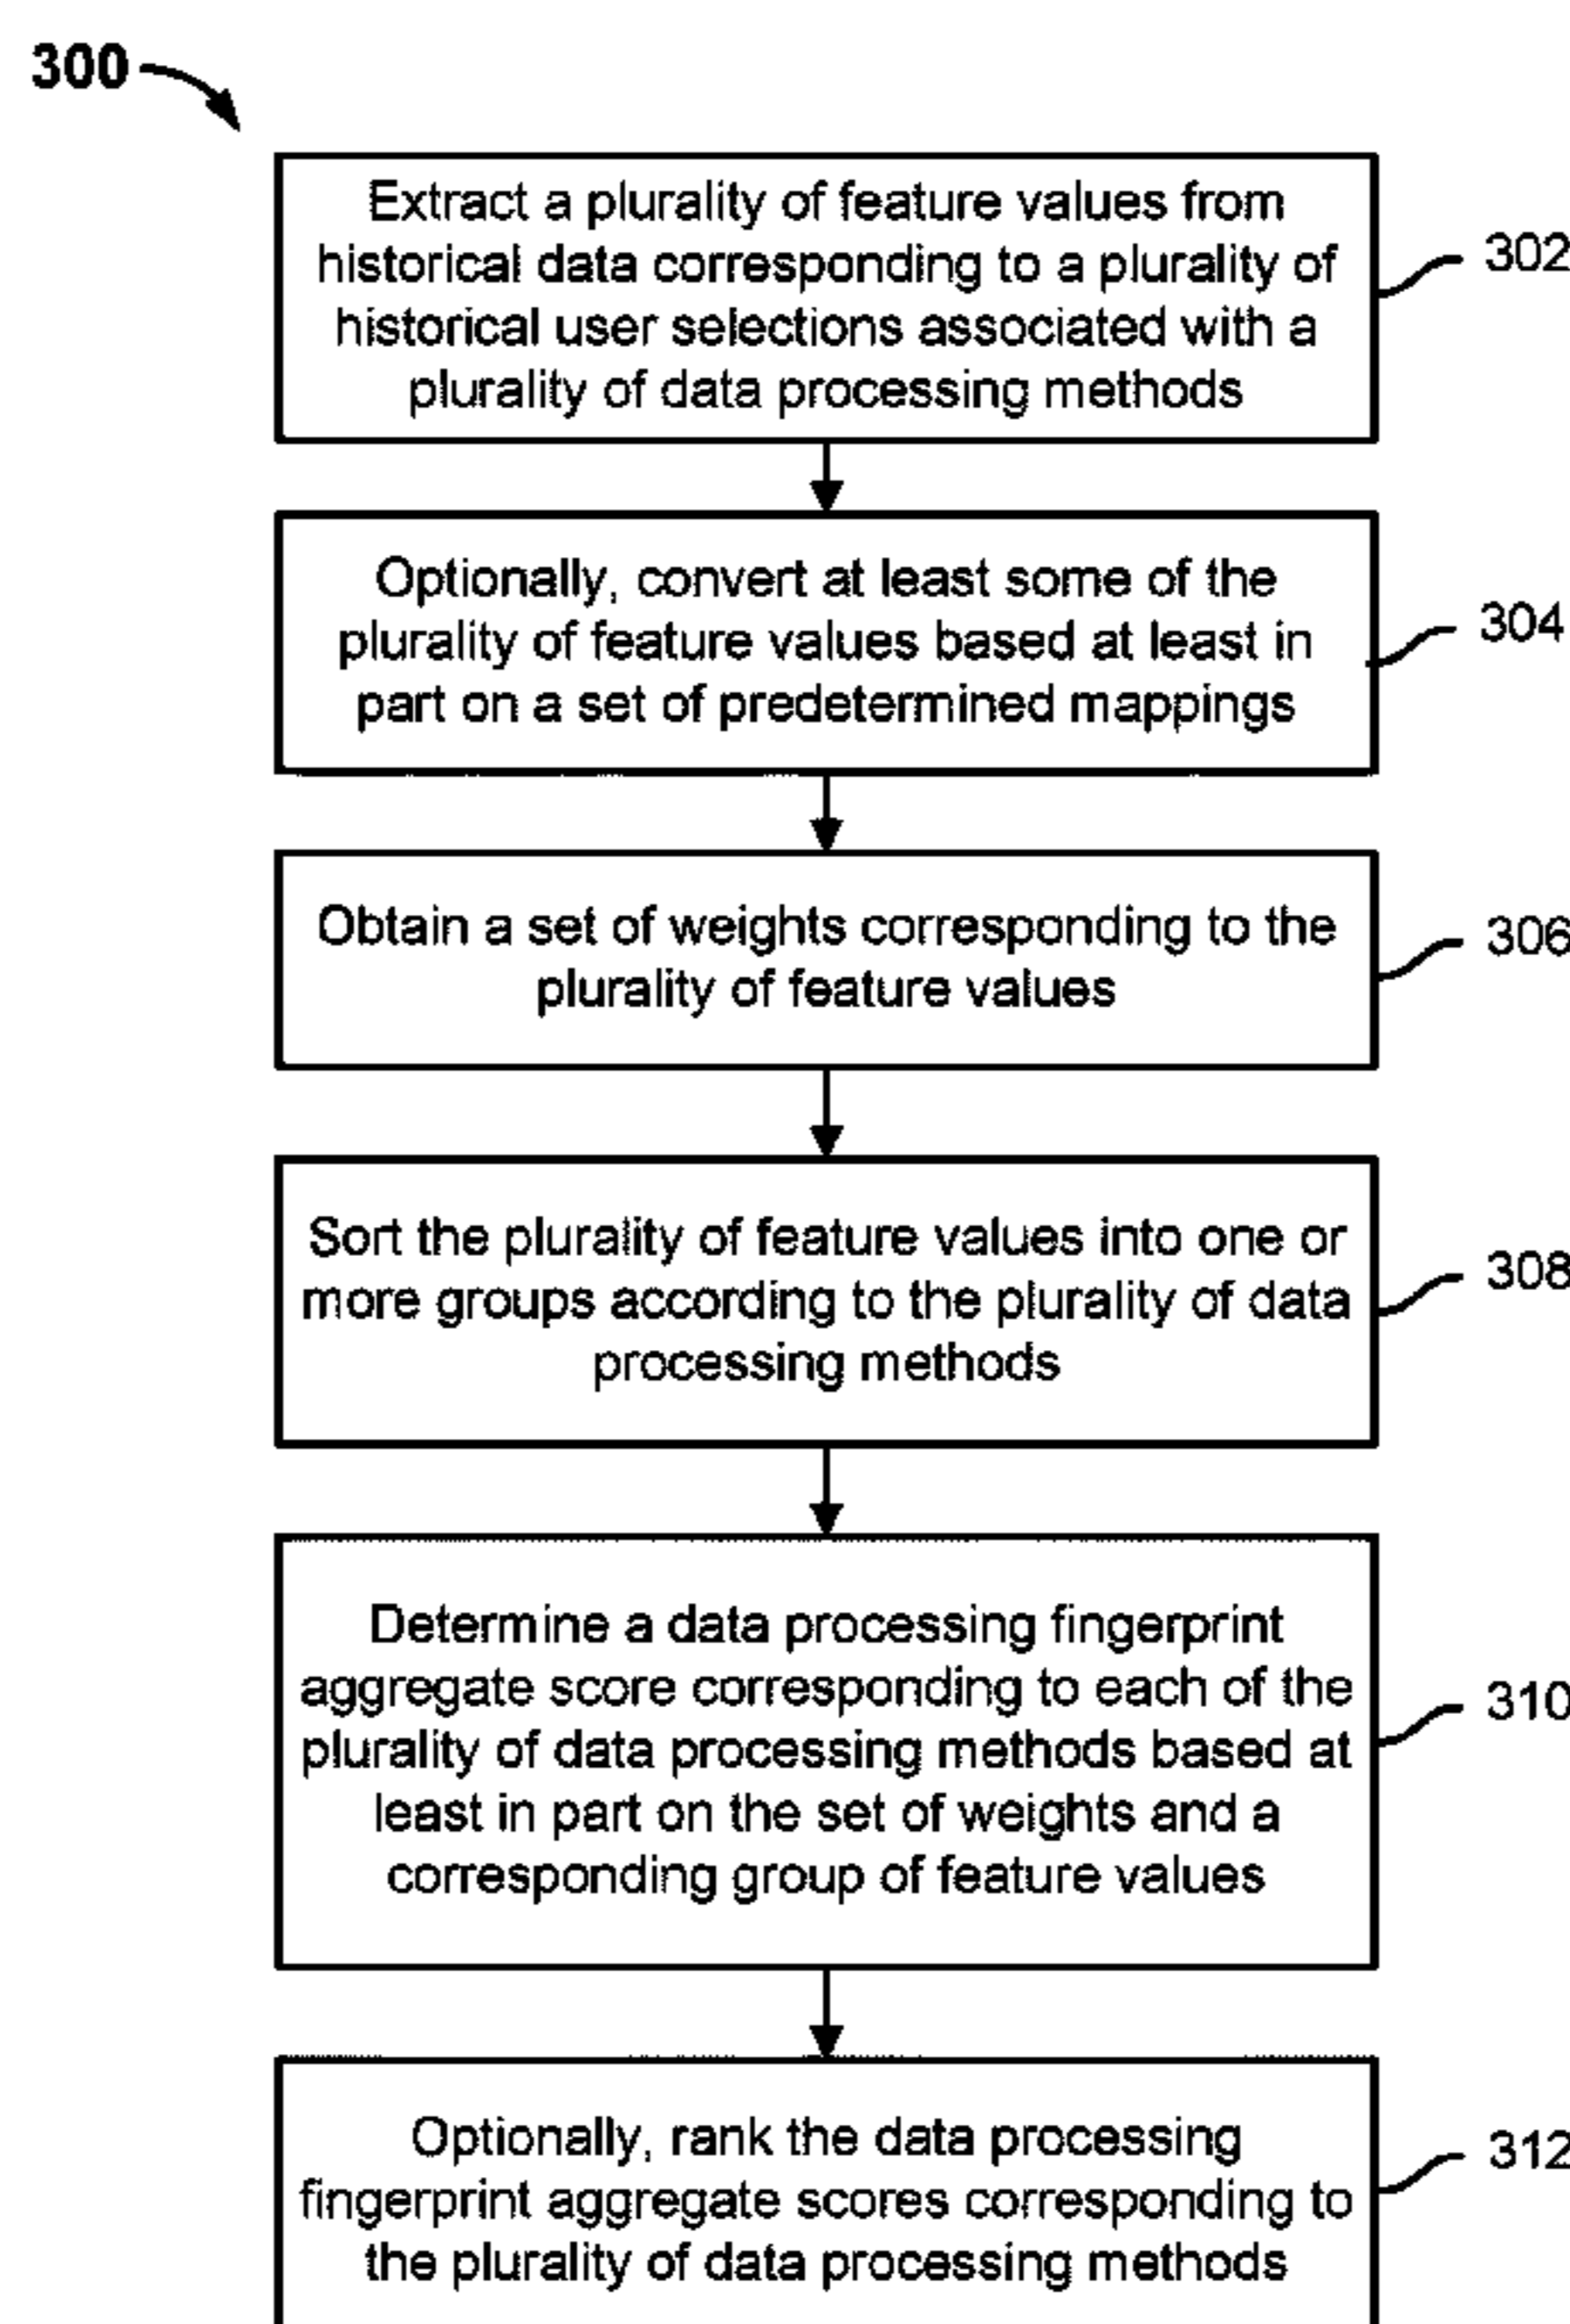 300
Extract a plurality of feature values from
historical data corresponding to a plurality of
historical user selections associated with a
plurality of data processing methods
302
Optionally, convert at least some of the
plurality of feature values based at least in
part on a set of predetermined mappings
304
Obtain a set of weights corresponding to the
plurality of feature values
306
Sort the plurality of feature values into one or
more groups according to the plurality of data
processing methods
308
Determine a data processing fingerprint
aggregate score corresponding to each of the
plurality of data processing methods based at
least in part on the set of weights and a
corresponding group of feature values
310
Optionally, rank the data processing
fingerprint aggregate scores corresponding to
the plurality of data processing methods
312